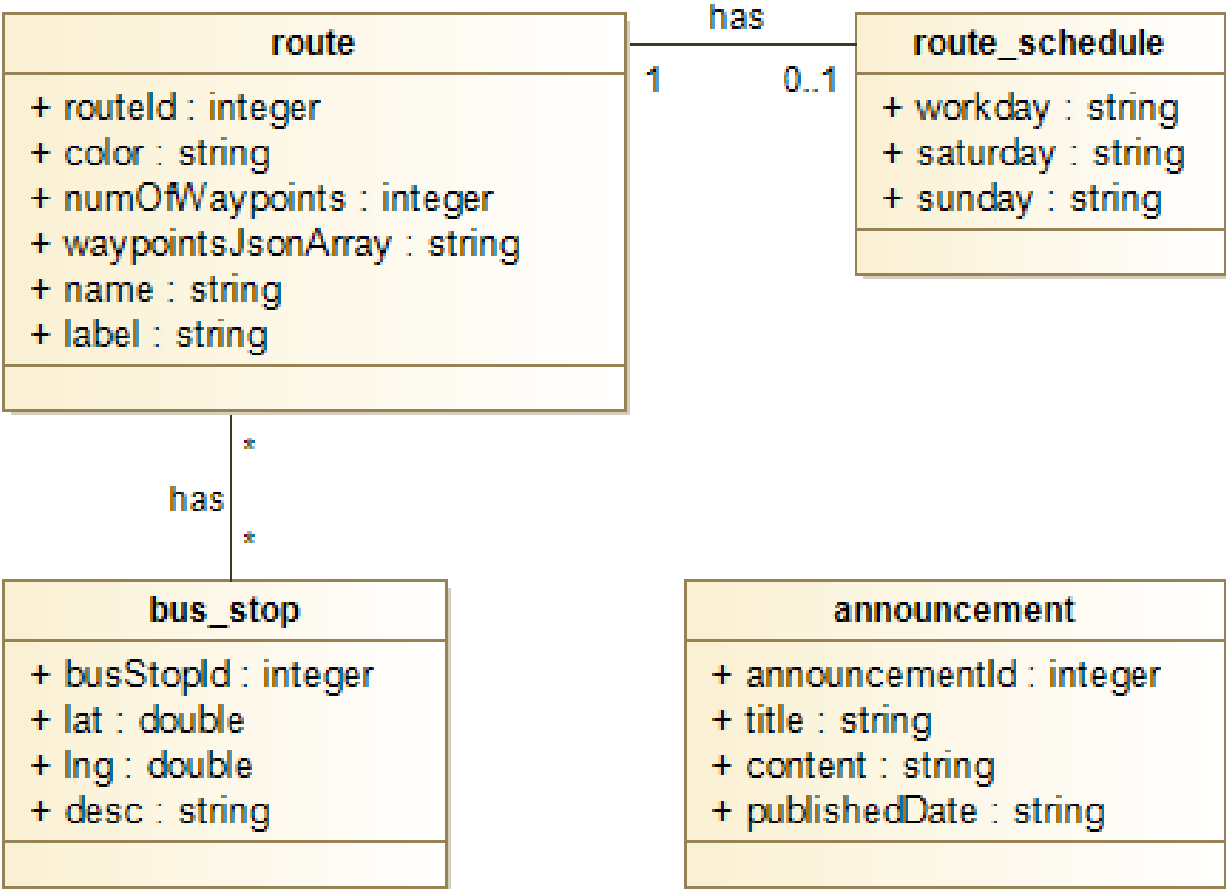 route
+ routeId : integer
+ color : string
+ numOfWaypoints : integer
+ waypointsJsonArray : string
+ name : string
+ label : string
has
1
0..1
route_schedule
+ workday : string
+ saturday : string
+ sunday : string
*
has
*
bus_stop
+ busStopId : integer
+ lat : double
+ lng : double
+ desc : string
announcement
+ announcementId : integer
+ title : string
+ content : string
+ publishedDate : string